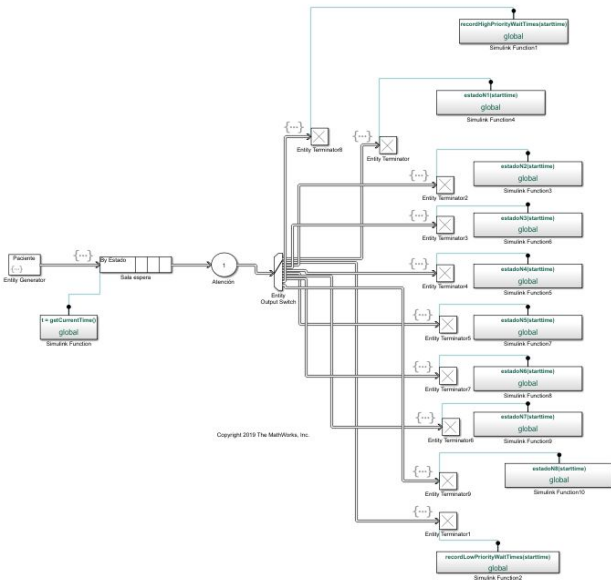 recordHighPriorityWaitTimes(starttime)
global
Simulink Function1
estadoN1(starttime)
global
Simulink Function4
{...}
Entity Terminator8
{...}
Entity Terminator
estadoN2(starttime)
global
Simulink Function3
{...}
Entity Terminator2
estadoN3(starttime)
global
Simulink Function6
{...}
Entity Terminator3
Paciente
{...}
Entity Generator
{...}
By Estado
Sala espera
1
Atención
Entity
Output Switch
estadoN4(starttime)
global
Simulink Function5
{...}
Entity Terminator4
t = getCurrentTime()
global
Simulink Function
estadoN5(starttime)
global
Simulink Function7
{...}
Entity Terminator5
estadoN6(starttime)
global
Simulink Function8
{...}
Entity Terminator7
estadoN7(starttime)
global
Simulink Function9
{...}
Entity Terminator6
Copyright 2019 The MathWorks, Inc.
estadoN8(starttime)
global
Simulink Function10
{...}
Entity Terminator9
{...}
Entity Terminator1
recordLowPriorityWaitTimes(starttime)
global
Simulink Function2